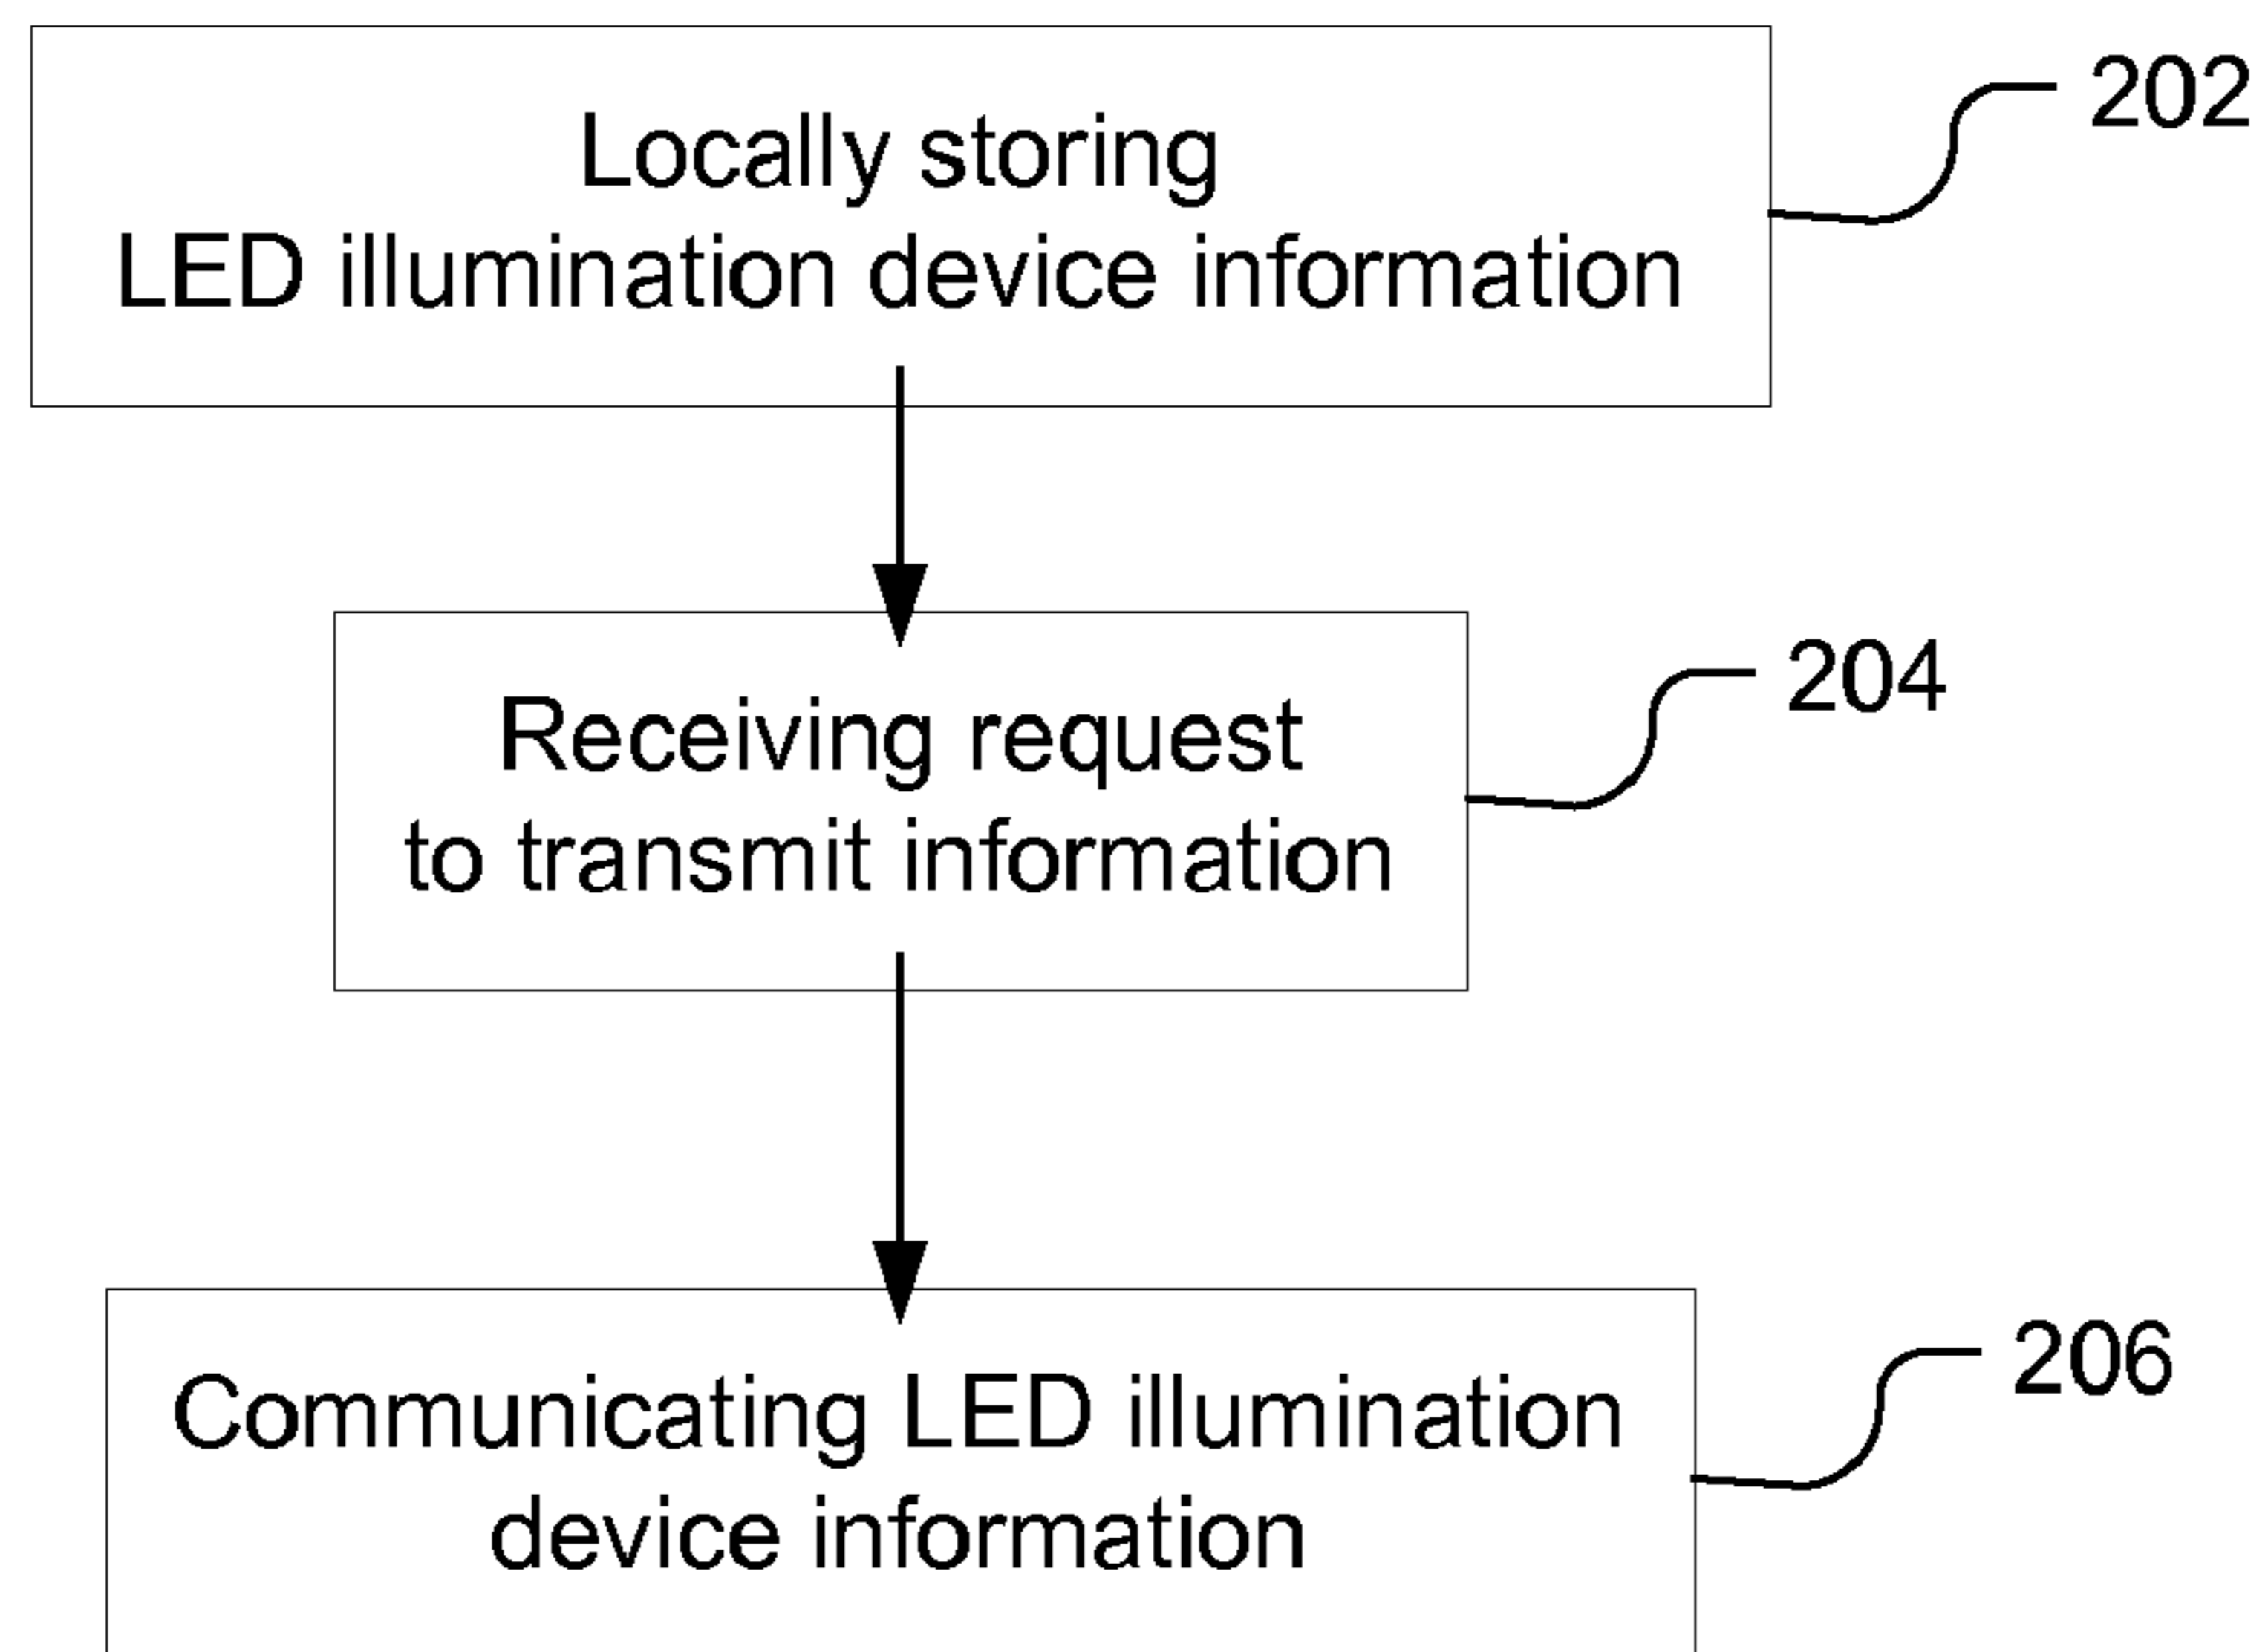 Locally storing
LED illumination device information
202
Receiving request
to transmit information
204
Communicating LED illumination
device information
206